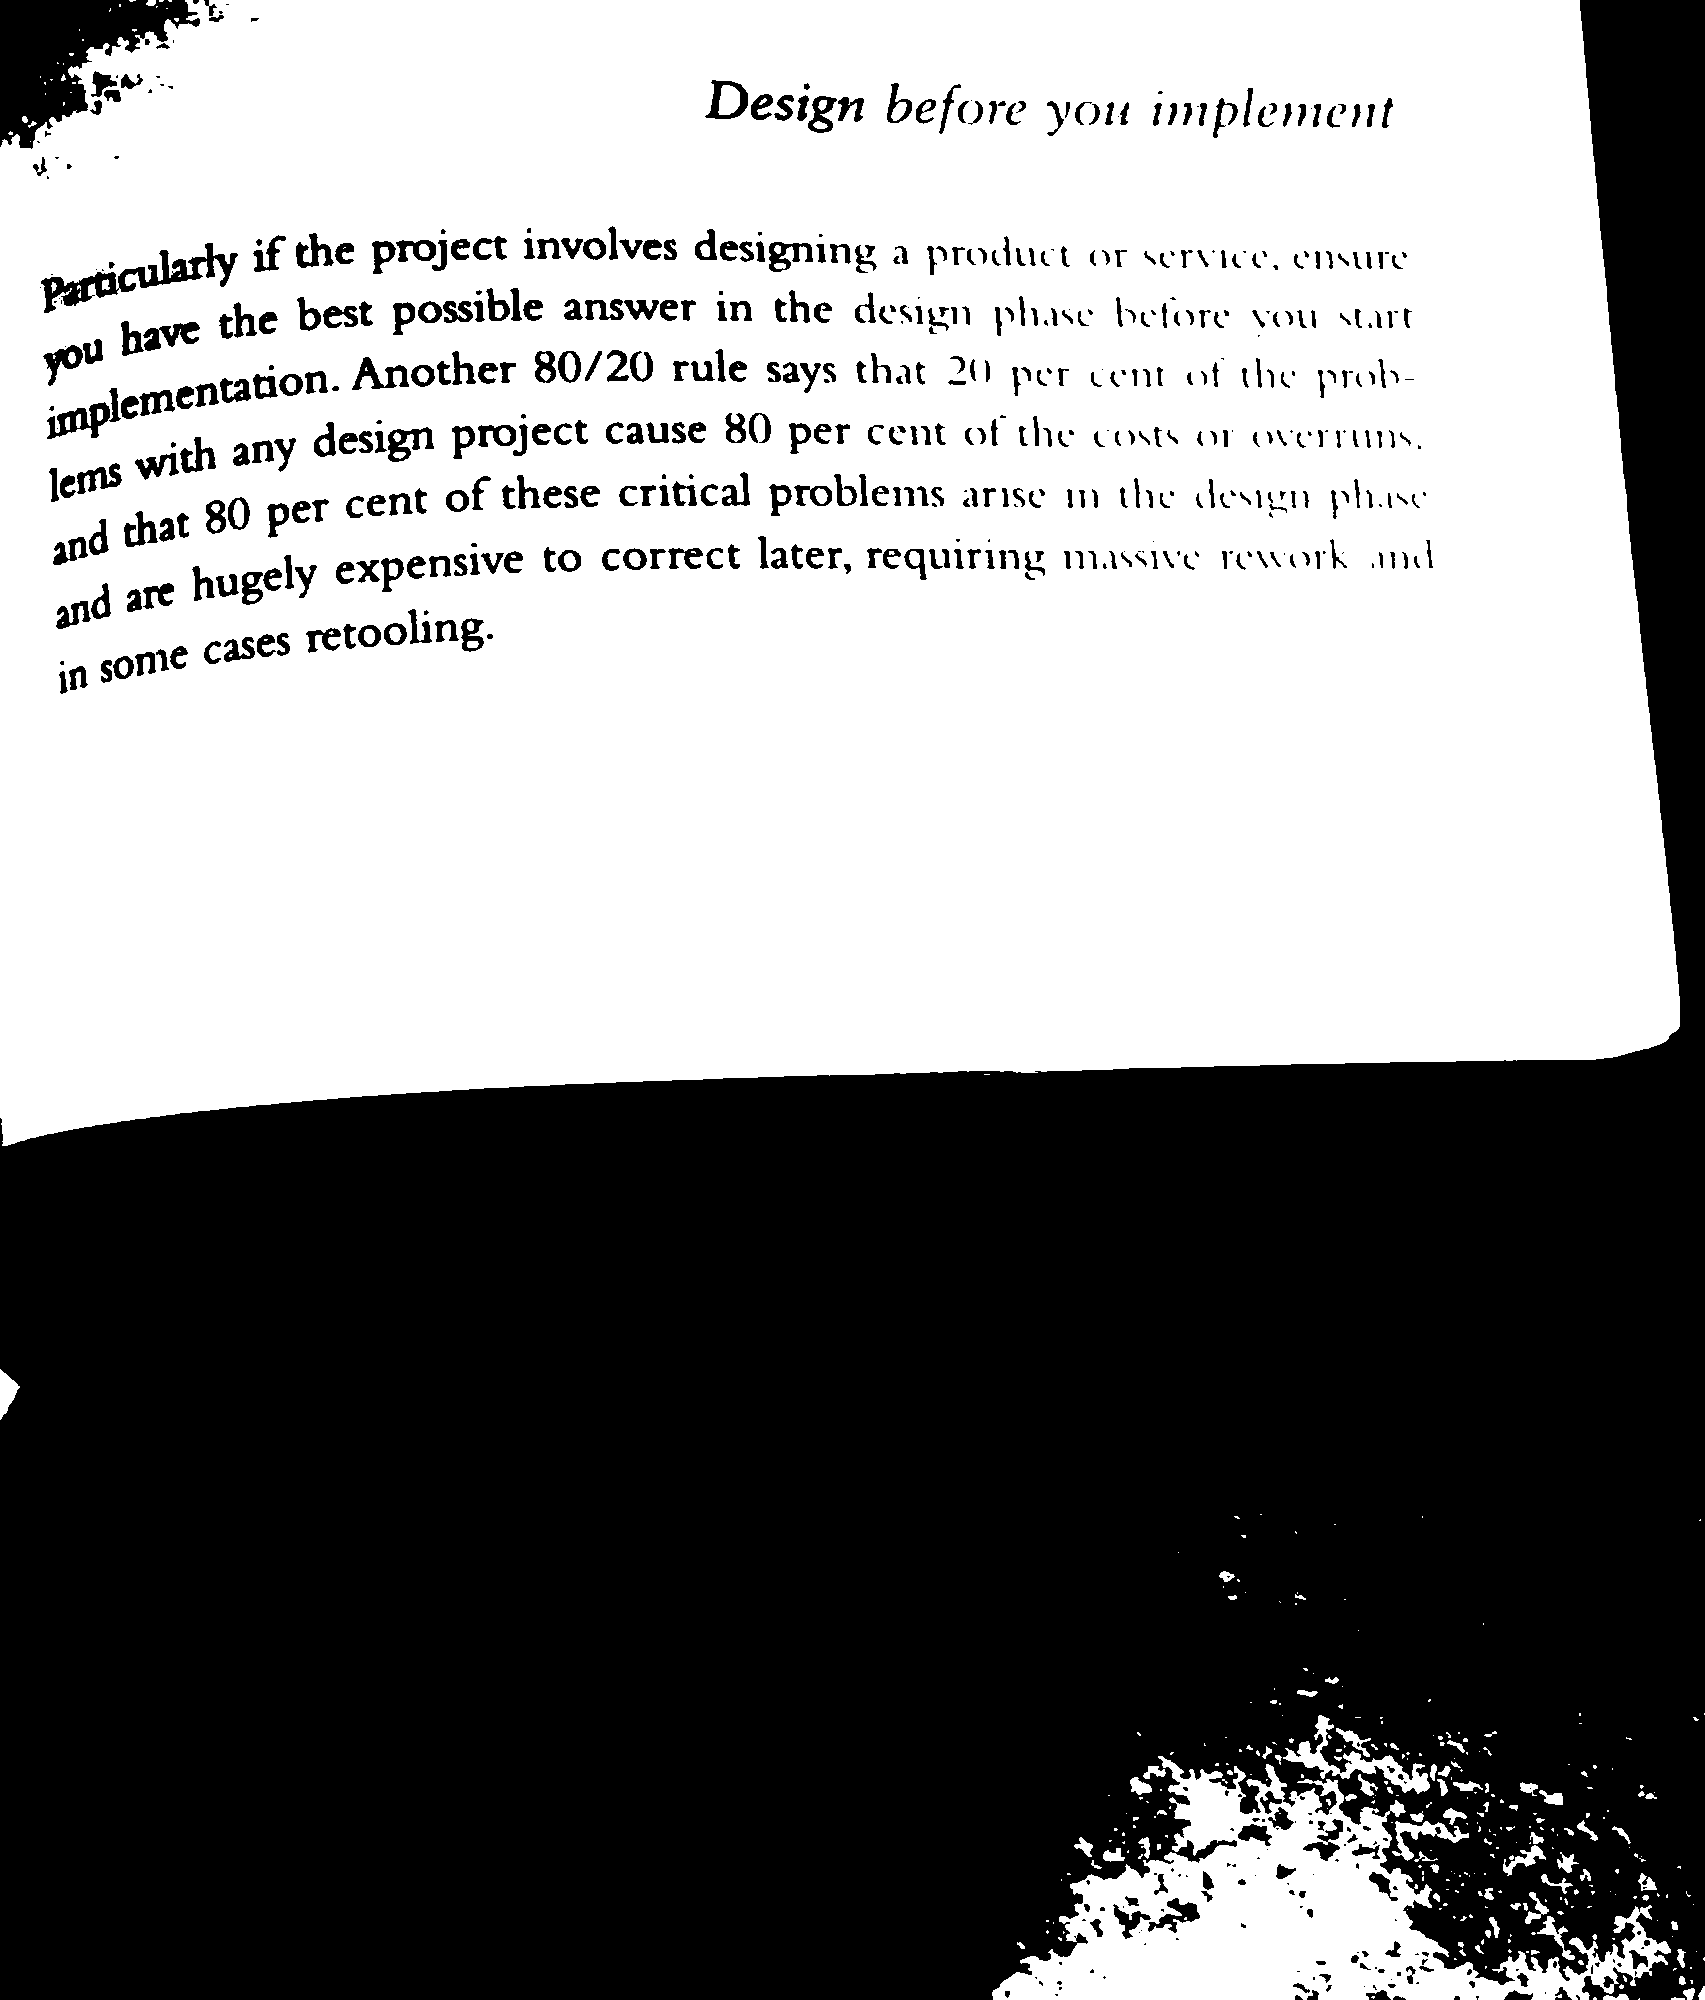 Design before you implement
Particularly if the project involves designing a product or service, ensure
you have the best possible answer in the design phase before you start
implementation. Another 80/20 rule says that 20 per cent of the prob-
lems with any design project cause 80 per cent of the costs or overruns,
and that 80 per cent of these critical problems arise in the design phase
and are hugely expensive to correct later, requiring massive rework and
in some cases retooling.